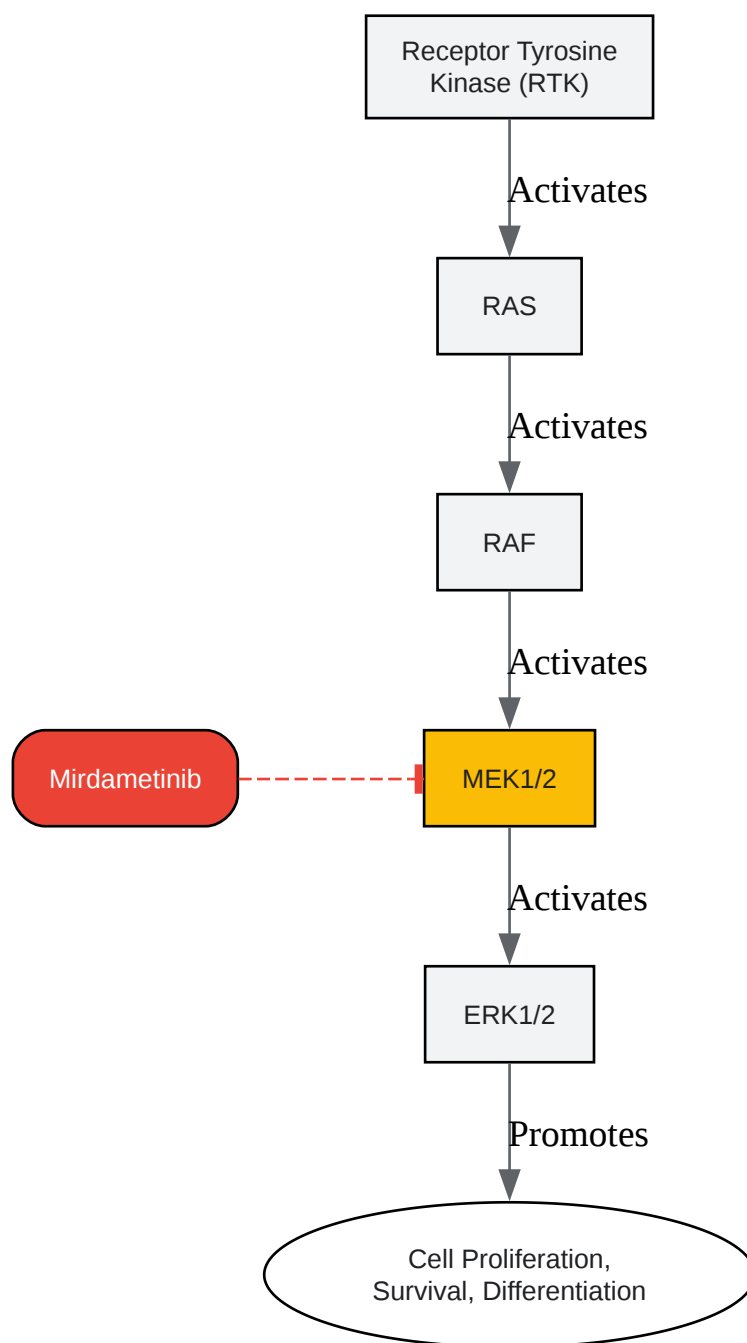 Receptor Tyrosine
Kinase (RTK)
Activates
RAS
Activates
RAF
Activates
Mirdametinib
MEK1/2
Activates
ERK1/2
Promotes
Cell Proliferation,
Survival, Differentiation